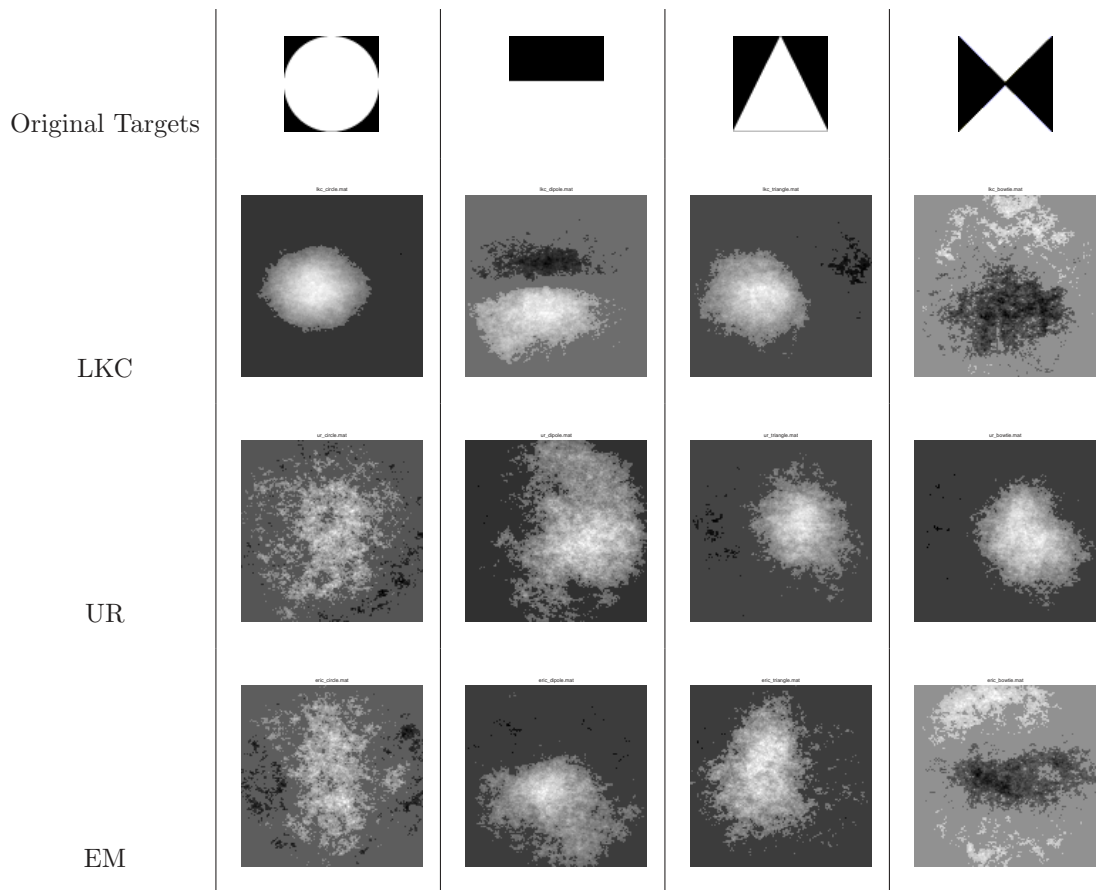 Original Targets
lkc_circle.mat
lkc_dipole.mat
lkc_triangle.mat
lkc_bowtie.mat
LKC
ur_circle.mat
ur_dipole.mat
ur_triangle.mat
ur_bowtie.mat
UR
eric_circle.mat
eric_dipole.mat
eric_triangle.mat
eric_bowtie.mat
EM